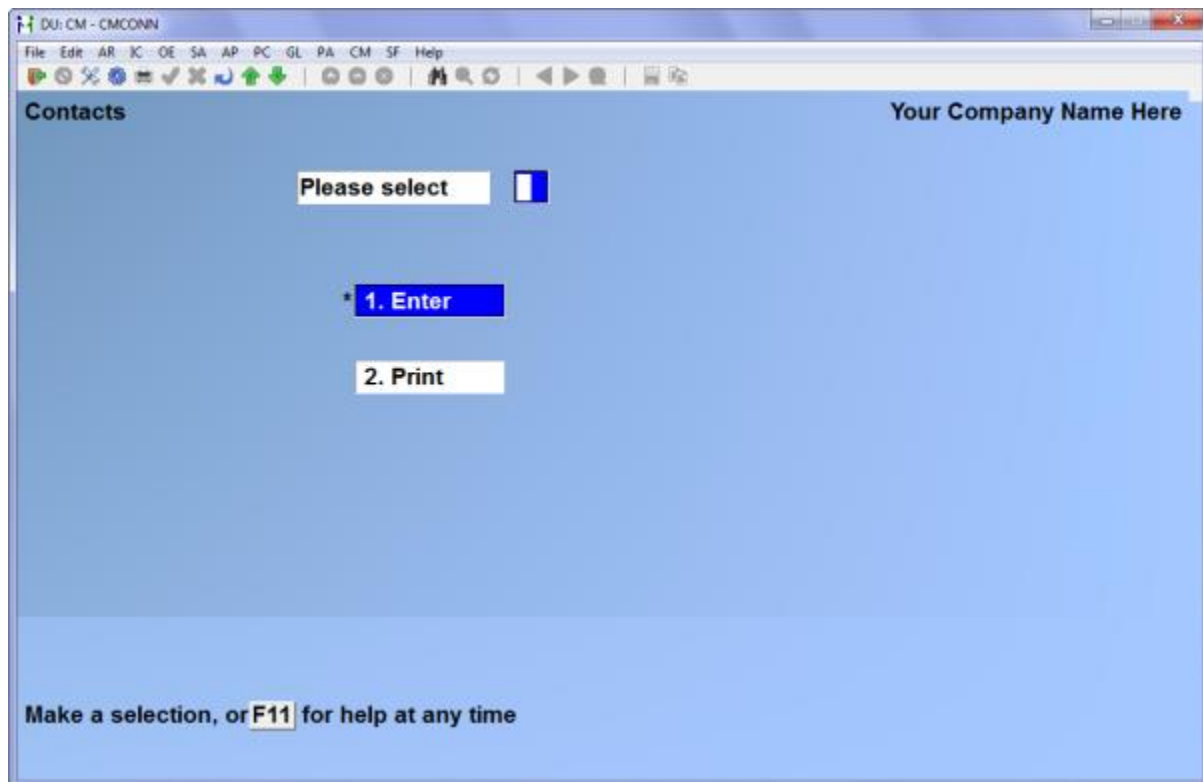 DU: CM - CMCONN
File Edit AR IC OE SA AP PC GL PA CM SF Help
Contacts Your Company Name Here
Please select
* 1. Enter
2. Print
Make a selection, or F11 for help at any time